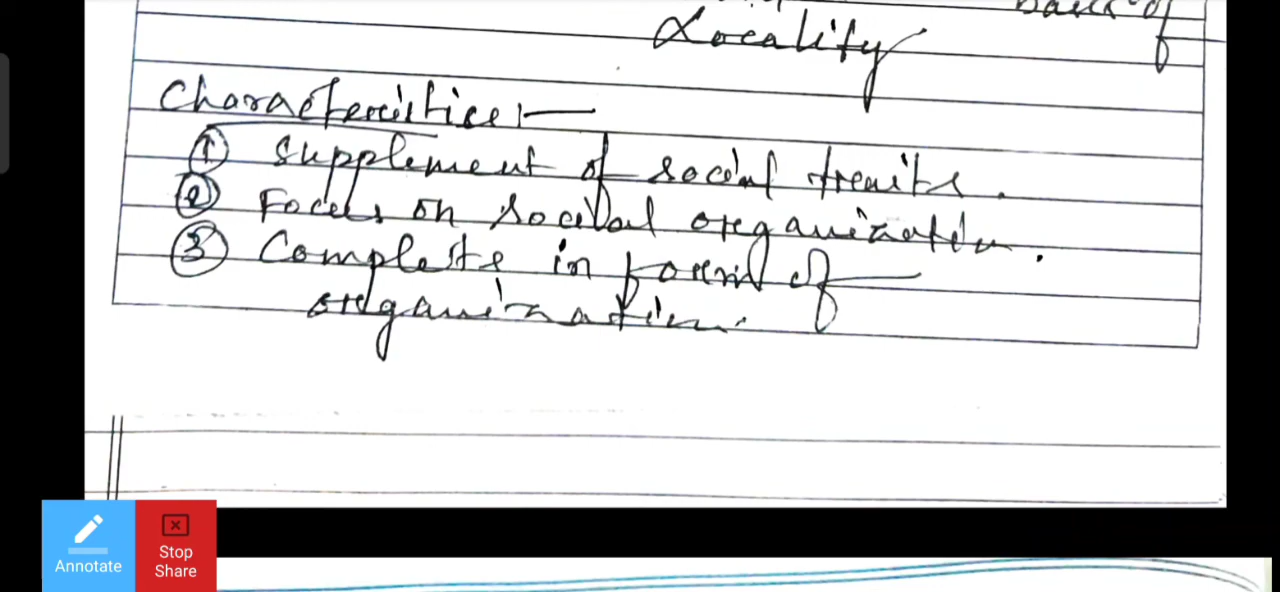 Locality
Characteristics :—
① Supplement of social traits.
② Focus on social organization.
③ Complete in form of
organization.
Annotate
Stop
Share